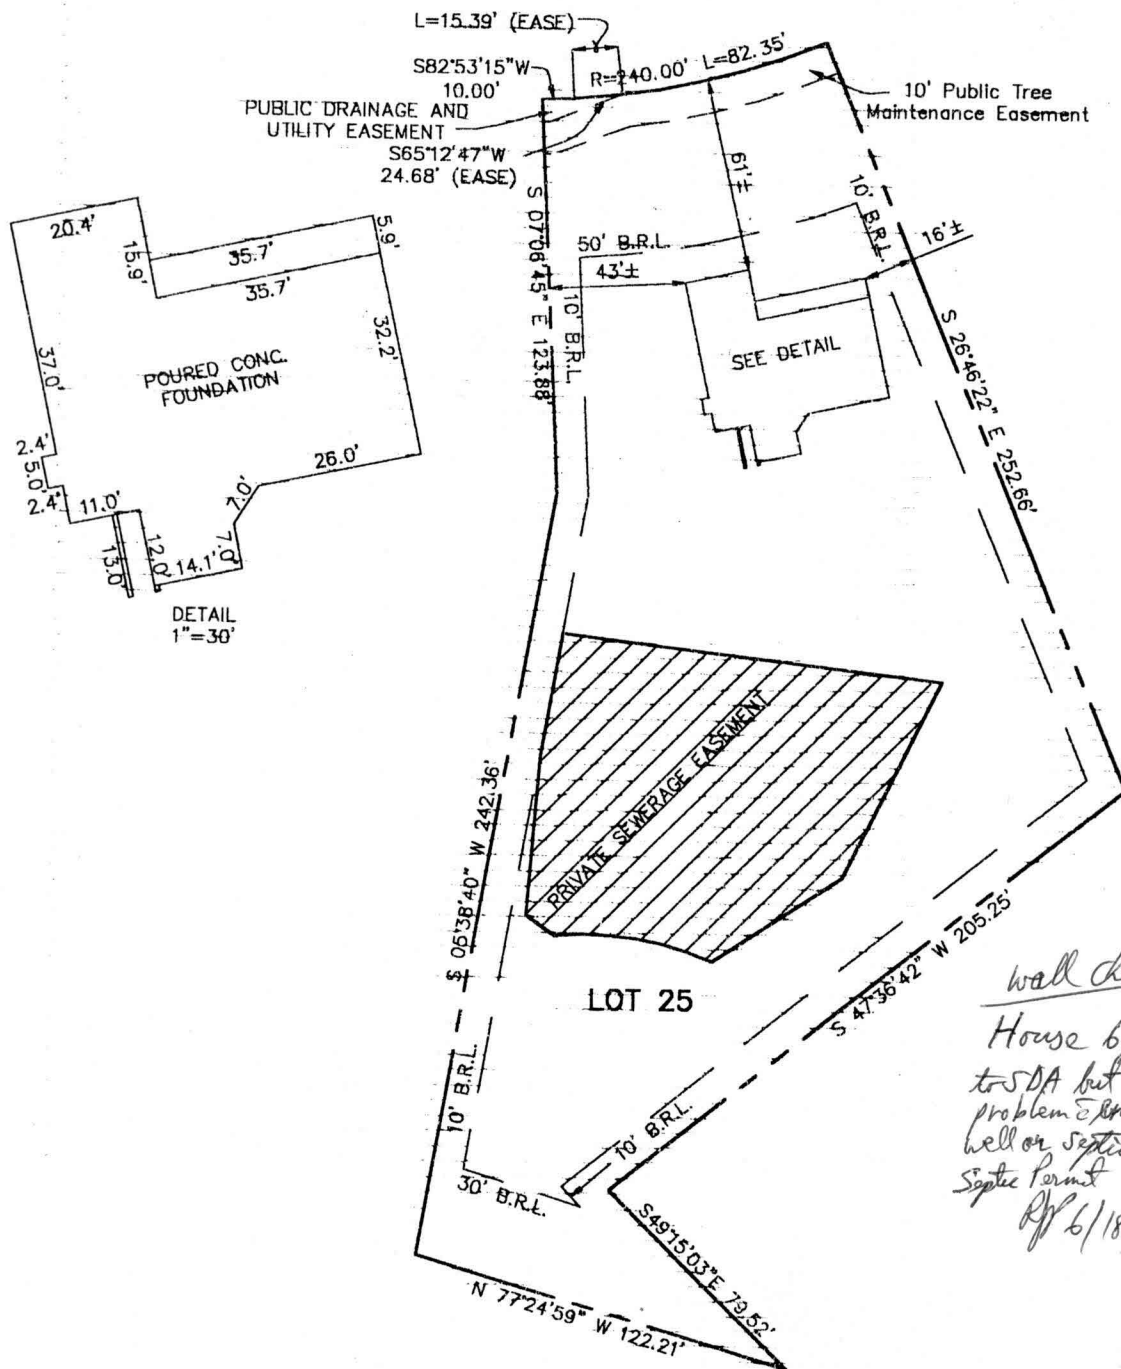 L=15.39' (EASE)
S82°53'15"W
10.00'
R=240.00' L=82.35'
10' Public Tree
Maintenance Easement
PUBLIC DRAINAGE AND
UTILITY EASEMENT
S65°12'47"W
24.68' (EASE)
61'±
S 07°06'45" E 123.88'
10' B.R.L.
50' B.R.L.
43'±
10' B.R.L.
16'±
S 26°46'22" E 252.66'
SEE DETAIL
20.4'
15.9'
35.7'
5.9'
35.7'
32.2'
37.0'
POURED CONC.
FOUNDATION
2.4'
5.0'
2.4'
11.0'
26.0'
7.0'
7.0'
13.0'
12.0'
14.1'
DETAIL
1"=30'
PRIVATE SEWERAGE EASEMENT
S 05°38'40" W 242.36'
LOT 25
S 47°36'42" W 205.25'
10' B.R.L.
10' B.R.L.
30' B.R.L.
S49°15'03"E 79.52'
N 77°24'59" W 122.21'
wall
House
to SDA but
problem
well or septic
Septic Permit
6/18